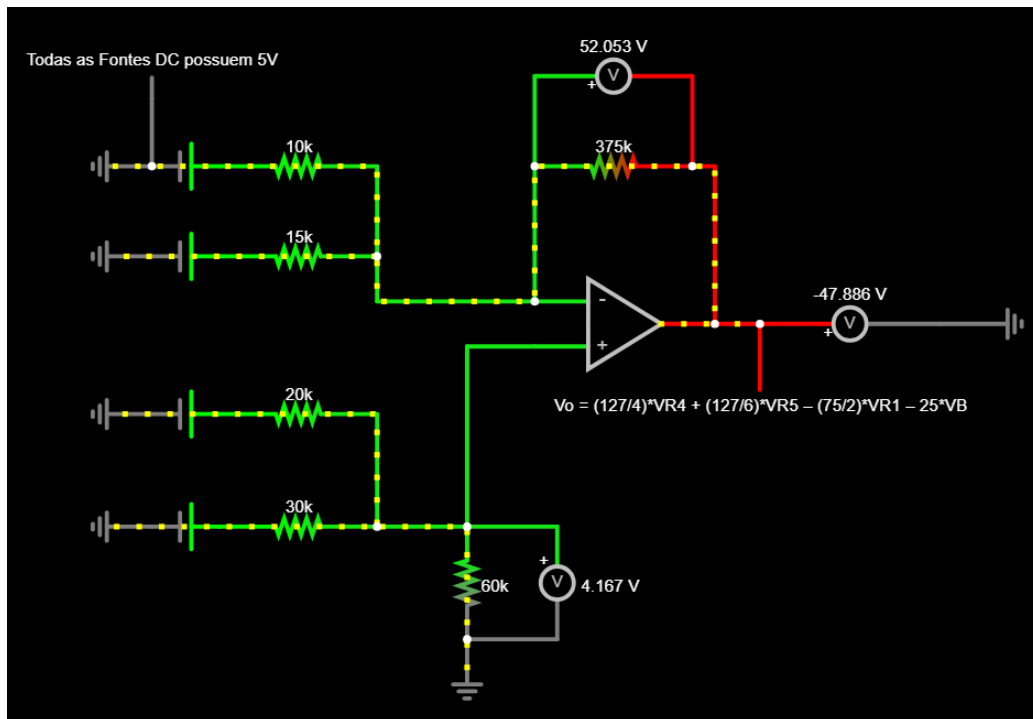 52.053 V
Todas as Fontes DC possuem 5V
V
+
10k
375k
15k
-47.886 V
-
V
+
+
20k
Vo = (127/4)*VR4 + (127/6)*VR5 – (75/2)*VR1 – 25*VB
30k
+
60k
V
4.167 V